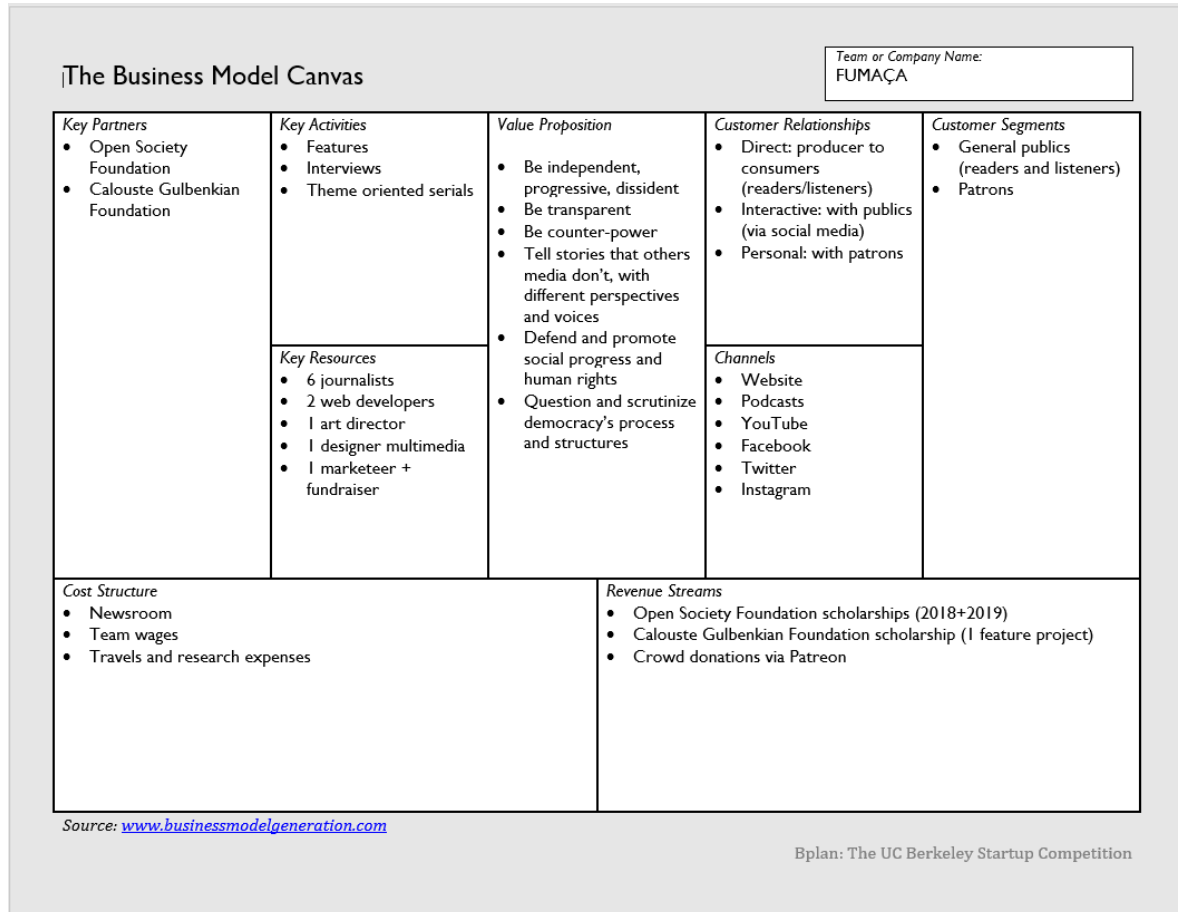 The Business Model Canvas
Team or Company Name:
FUMAÇA
Key Partners
• Open Society
Foundation
• Calouste Gulbenkian
Foundation
Key Activities
• Features
• Interviews
• Theme oriented serials
Key Resources
• 6 journalists
• 2 web developers
• 1 art director
• 1 designer multimedia
• 1 marketeer +
fundraiser
Value Proposition
• Be independent,
progressive, dissident
• Be transparent
• Be counter-power
• Tell stories that others
media don't, with
different perspectives
and voices
• Defend and promote
social progress and
human rights
• Question and scrutinize
democracy's process
and structures
Customer Relationships
• Direct: producer to
consumers
(readers/listeners)
• Interactive: with publics
(via social media)
• Personal: with patrons
Channels
• Website
• Podcasts
• YouTube
• Facebook
• Twitter
• Instagram
Customer Segments
• General publics
(readers and listeners)
• Patrons
Cost Structure
• Newsroom
• Team wages
• Travels and research expenses
Revenue Streams
• Open Society Foundation scholarships (2018+2019)
• Calouste Gulbenkian Foundation scholarship (1 feature project)
• Crowd donations via Patreon
Source: www.businessmodelgeneration.com
Bplan: The UC Berkeley Startup Competition